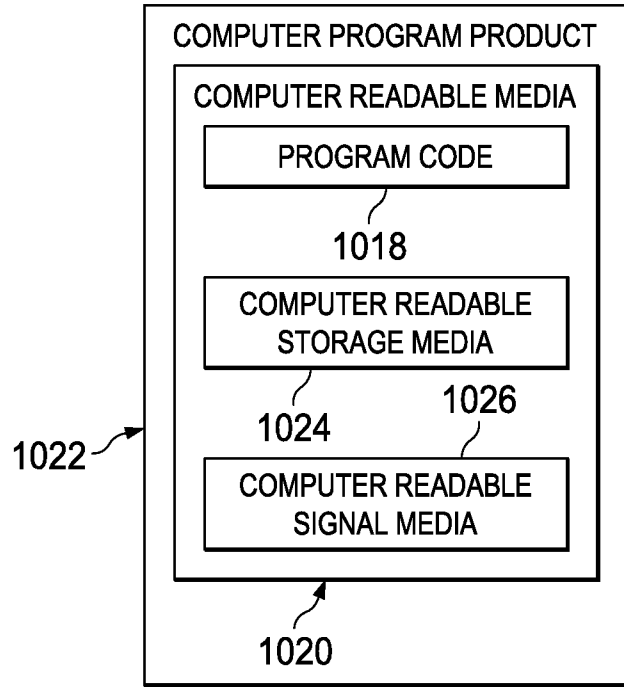 COMPUTER PROGRAM PRODUCT
COMPUTER READABLE MEDIA
PROGRAM CODE
1018
COMPUTER READABLE
STORAGE MEDIA
1024
1026
1022
COMPUTER READABLE
SIGNAL MEDIA
1020